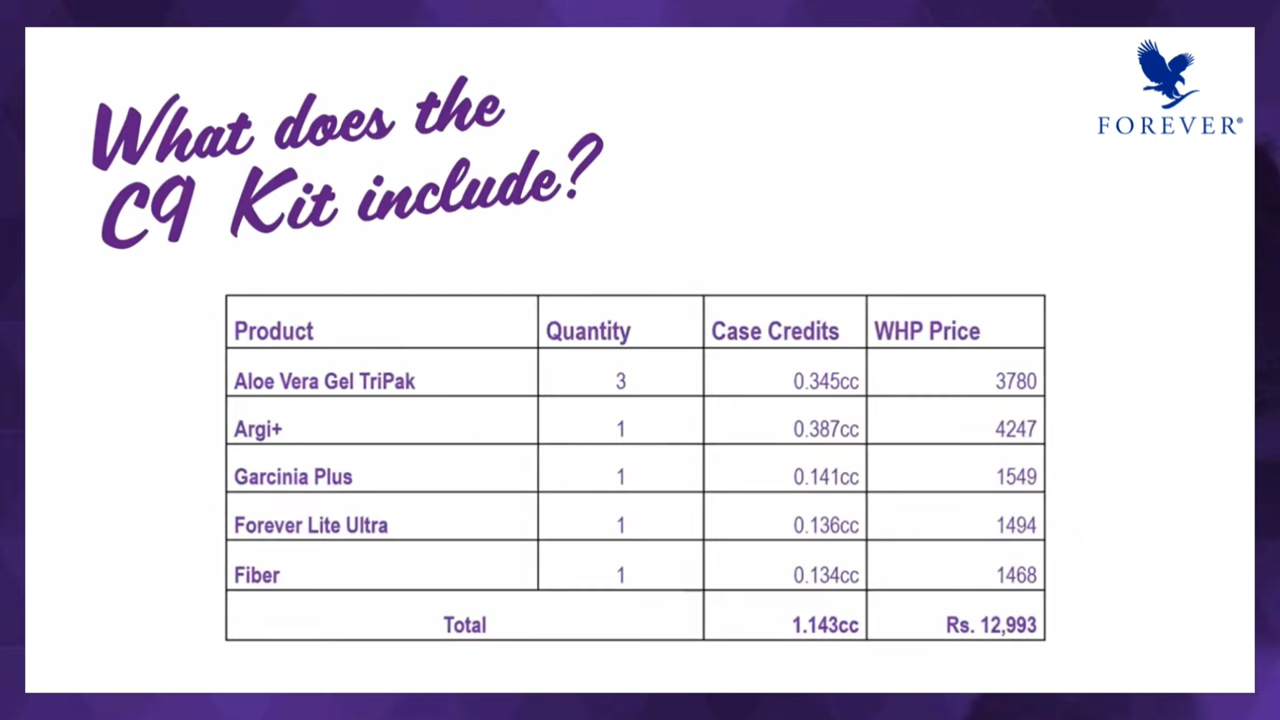 What does the
C9 Kit include?
FOREVER®
Product Quantity Case Credits WHP Price
Aloe Vera Gel TriPak 3 0.345cc 3780
Argi+ 1 0.387cc 4247
Garcinia Plus 1 0.141cc 1549
Forever Lite Ultra 1 0.136cc 1494
Fiber 1 0.134cc 1468
Total 1.143cc Rs. 12,993